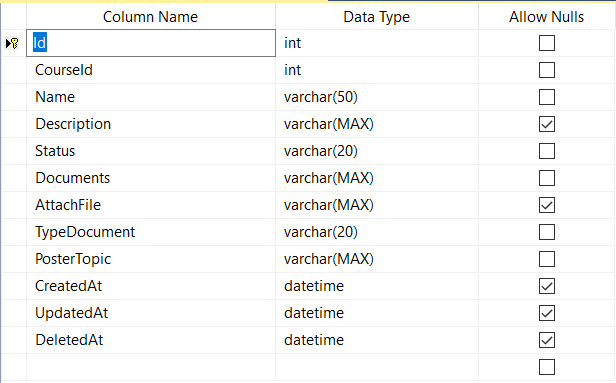 Column Name Data Type Allow Nulls
Id int
CourseId int
Name varchar(50)
Description varchar(MAX)
Status varchar(20)
Documents varchar(MAX)
AttachFile varchar(MAX)
TypeDocument varchar(20)
PosterTopic varchar(MAX)
CreatedAt datetime
UpdatedAt datetime
DeletedAt datetime